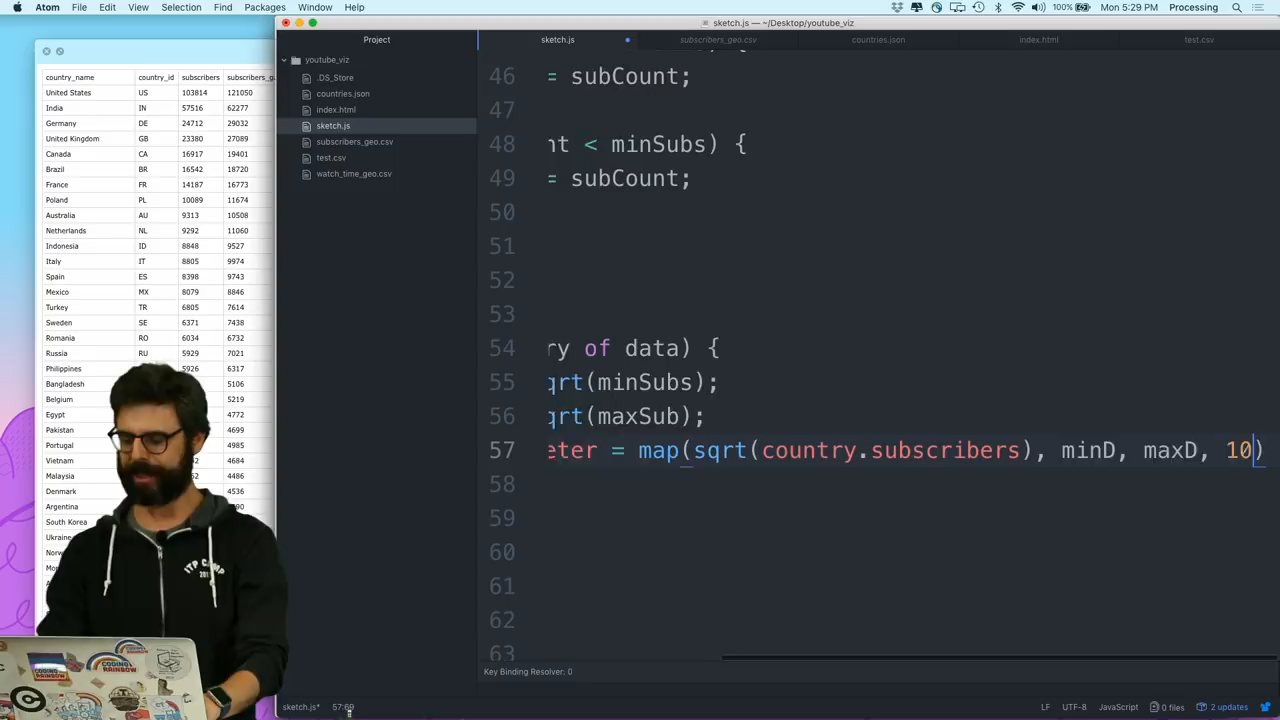 Atom File Edit View Selection Find Packages Window Help
100% Mon 5:29 PM Processing
sketch.js — ~/Desktop/youtube_viz
Project
sketch.js subscribers_geo.csv countries.json index.html test.csv
youtube_viz
.DS_Store
countries.json
index.html
sketch.js
subscribers_geo.csv
test.csv
watch_time_geo.csv
country_name country_id subscribers subscribers_g
United States US 103814 121050
India IN 57516 62277
Germany DE 24712 29032
United Kingdom GB 23380 27089
Canada CA 16917 19401
Brazil BR 16542 18720
France FR 14187 16773
Poland PL 10089 11674
Australia AU 9313 10508
Netherlands NL 9292 11060
Indonesia ID 8848 9527
Italy IT 8805 9974
Spain ES 8398 9743
Mexico MX 8079 8846
Turkey TR 6805 7614
Sweden SE 6371 7438
Romania RO 6034 6732
Russia RU 5929 7021
Philippines 5926 6317
Bangladesh 5106
Belgium 5219
Egypt 4772
Pakistan 4699
Portugal 4985
Vietnam 4684
Malaysia 4486
Denmark 4536
Argentina
South Korea
Ukraine
46 = subCount;
47
48 nt < minSubs) {
49 = subCount;
50
51
52
53
54 ry of data) {
55 qrt(minSubs);
56 qrt(maxSub);
57 eter = map(sqrt(country.subscribers), minD, maxD, 10)
58
59
60
61
62
63
Key Binding Resolver: 0
sketch.js* 57:69
LF UTF-8 JavaScript 0 files 2 updates
ITP CAMP
CODING RAINBOW